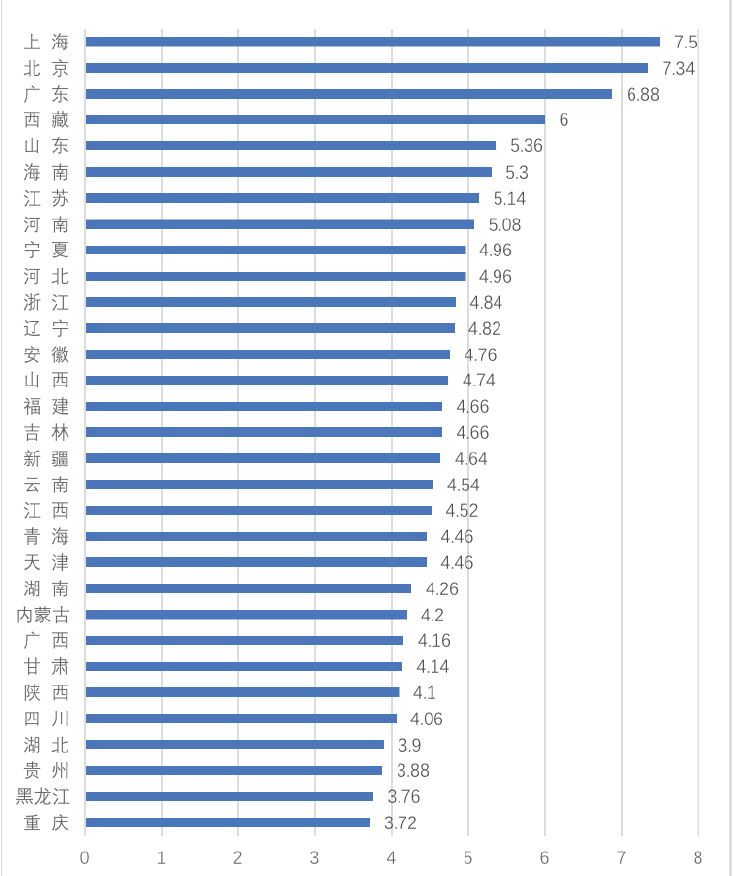 上海 7.5
北京 7.34
广东 6.88
西藏 6
山东 5.36
海南 5.3
江苏 5.14
河南 5.08
宁夏 4.96
河北 4.96
浙江 4.84
辽宁 4.82
安徽 4.76
山西 4.74
福建 4.66
吉林 4.66
新疆 4.64
云南 4.54
江西 4.52
青海 4.46
天津 4.46
湖南 4.26
内蒙古 4.2
广西 4.16
甘肃 4.14
陕西 4.1
四川 4.06
湖北 3.9
贵州 3.88
黑龙江 3.76
重庆 3.72
0 1 2 3 4 5 6 7 8